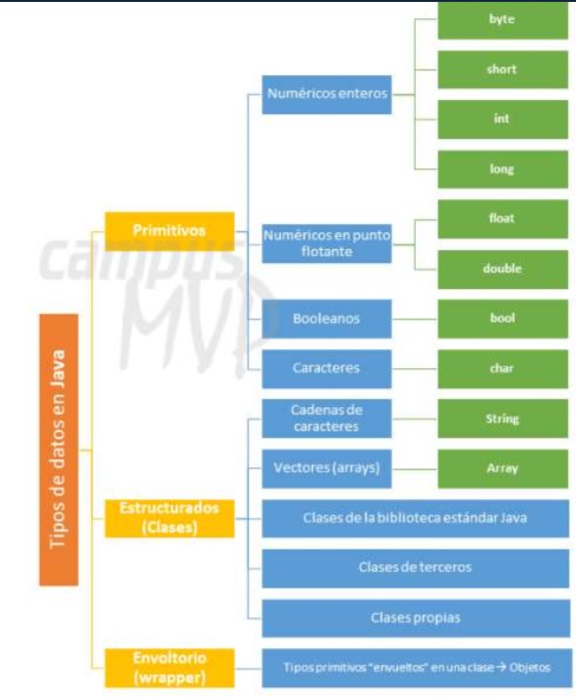 byte
short
Numéricos enteros
int
long
Primitivos
float
Numéricos en punto
flotante
double
Booleanos
bool
Caracteres
char
campus
MVP
Tipos de datos en Java
Cadenas de
caracteres
String
Vectores (arrays)
Array
Estructurados
(Clases)
Clases de la biblioteca estándar Java
Clases de terceros
Clases propias
Envoltorio
(wrapper)
Tipos primitivos "envueltos" en una clase → Objetos